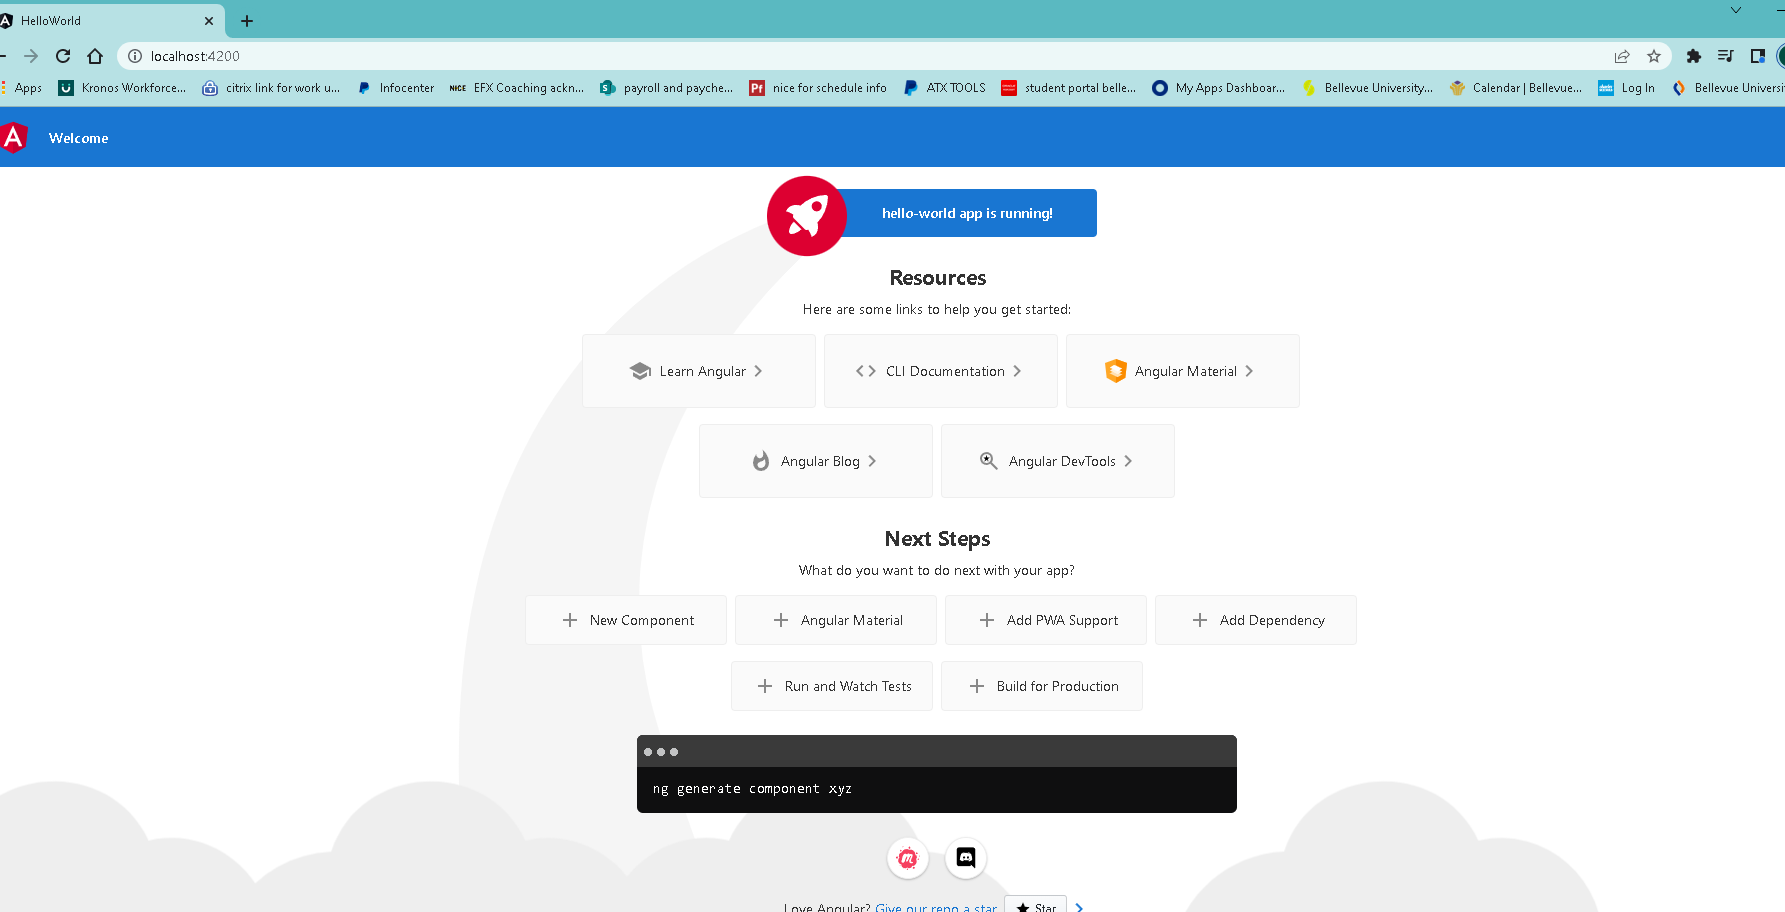 HelloWorld
localhost:4200
Apps Kronos Workforce... citrix link for work u... Infocenter NICE EFX Coaching ackn... payroll and payche... nice for schedule info ATX TOOLS student portal belle... My Apps Dashboar... Bellevue University... Calendar | Bellevue... Log In Bellevue Universi
Welcome
hello-world app is running!
Resources
Here are some links to help you get started:
Learn Angular CLI Documentation Angular Material
Angular Blog Angular DevTools
Next Steps
What do you want to do next with your app?
New Component Angular Material Add PWA Support Add Dependency
Run and Watch Tests Build for Production
ng generate component xyz
Love Angular? Give our repo a star. Star